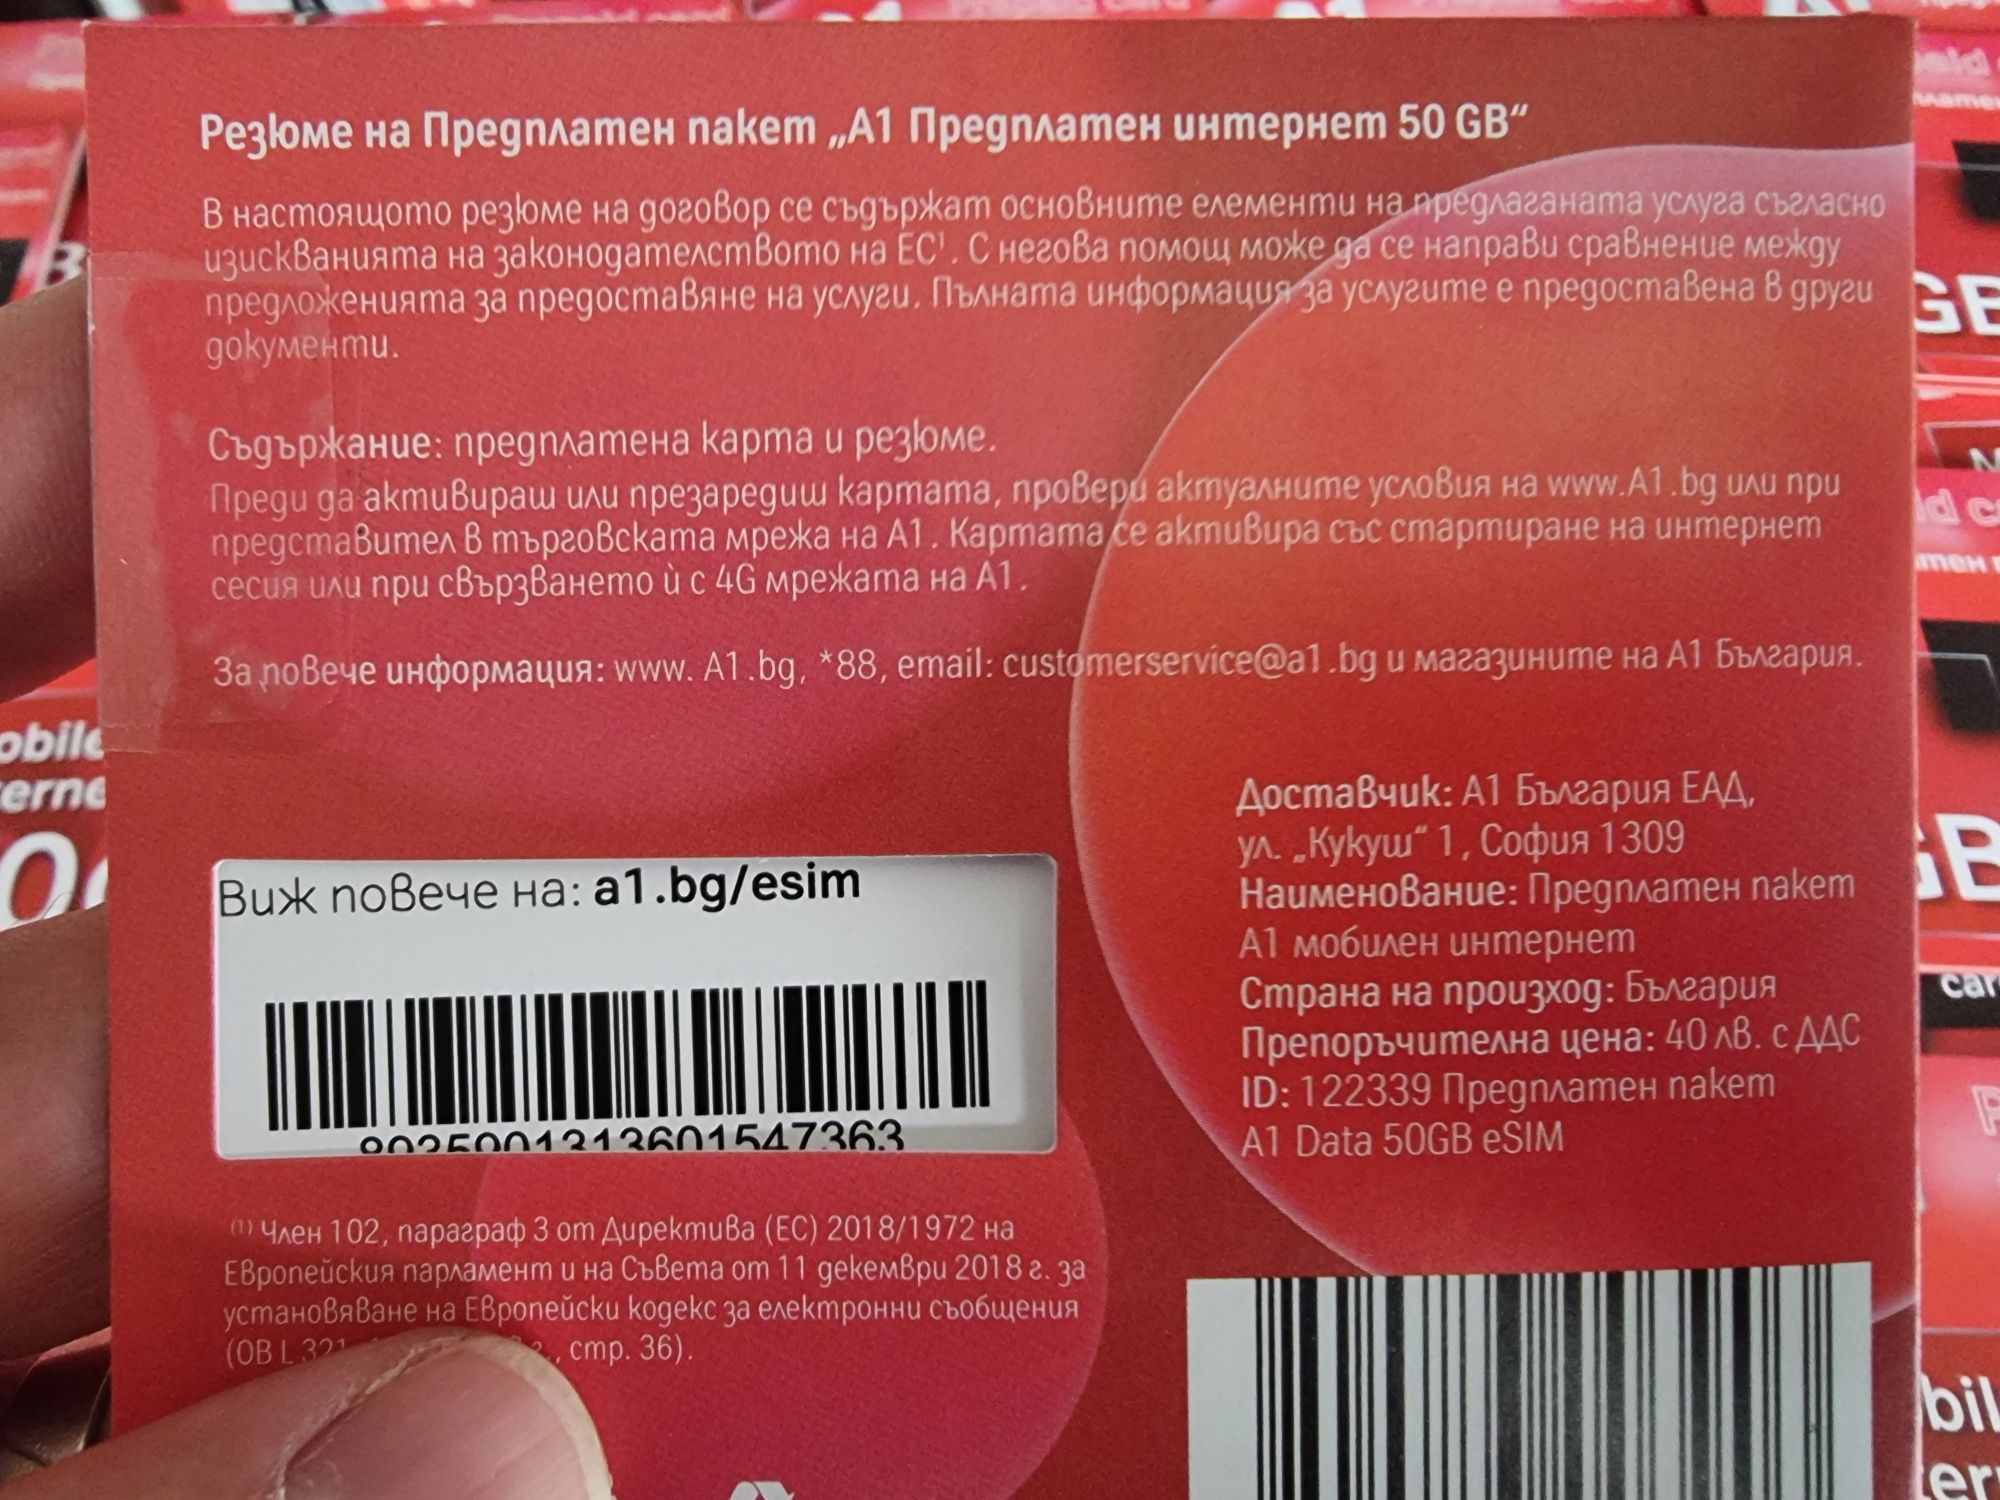 Резюме на Предплатен пакет „А1 Предплатен интернет 50 GB“
В настоящото резюме на договор се съдържат основните елементи на предлаганата услуга съгласно
изискванията на законодателството на ЕС¹. С негова помощ може да се направи сравнение между
предложенията за предоставяне на услуги. Пълната информация за услугите е предоставена в други
документи.
Съдържание: предплатена карта и резюме.
Преди да активираш или презаредиш картата, провери актуалните условия на www.A1.bg или при
представител в търговската мрежа на А1. Картата се активира със стартиране на интернет
сесия или при свързването ѝ с 4G мрежата на А1.
За повече информация: www. A1.bg, *88, email: customerservice@a1.bg и магазините на А1 България.
Доставчик: А1 България ЕАД,
ул. „Кукуш“ 1, София 1309
Наименование: Предплатен пакет
А1 мобилен интернет
Страна на произход: България
Препоръчителна цена: 40 лв. с ДДС
ID: 122339 Предплатен пакет
A1 Data 50GB eSIM
Виж повече на: a1.bg/esim
8935901313601547363
(1) Член 102, параграф 3 от Директива (ЕС) 2018/1972 на
Европейския парламент и на Съвета от 11 декември 2018 г. за
установяване на Европейски кодекс за електронни съобщения
(ОВ L 321 , стр. 36).